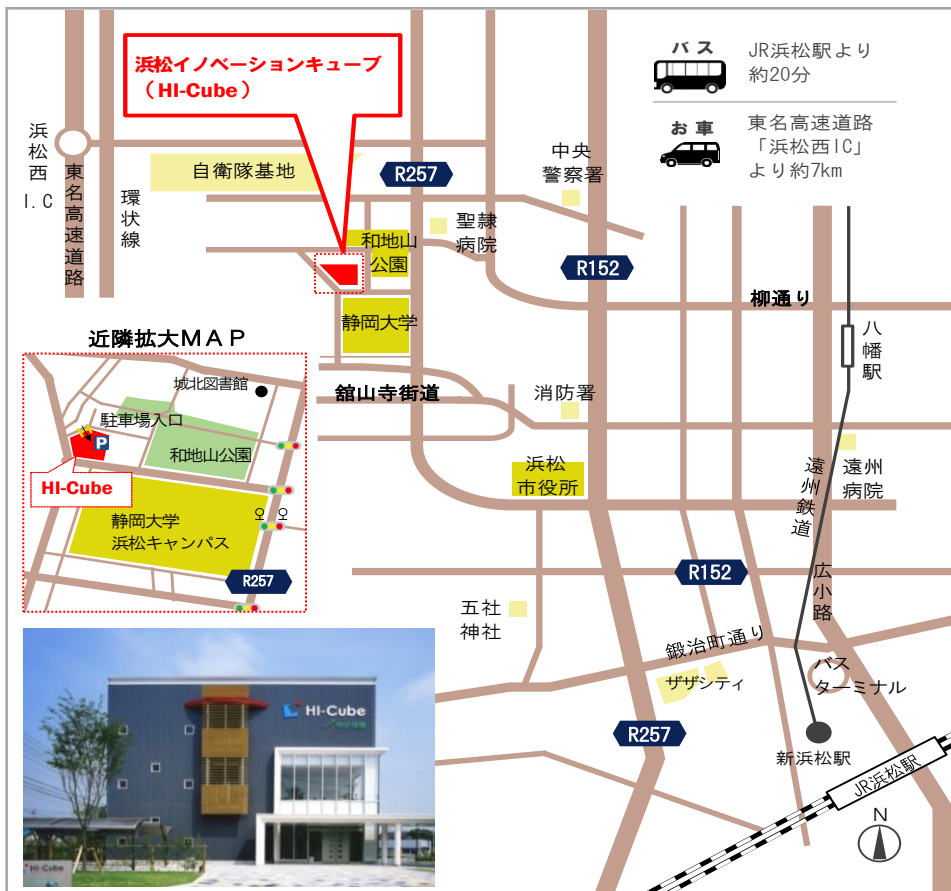 浜松イノベーションキューブ
（HI-Cube）
バス
JR浜松駅より
約20分
お車
東名高速道路
「浜松西IC」
より約7km
浜松西
I.C
東名高速道路
環状線
自衛隊基地
R257
中央
警察署
聖隷
病院
和地山
公園
R152
静岡大学
柳通り
八幡駅
近隣拡大MAP
城北図書館
駐車場入口
P
和地山公園
HI-Cube
静岡大学
浜松キャンパス
R257
舘山寺街道
消防署
浜松
市役所
遠州鉄道
遠州
病院
R152
広小路
五社
神社
鍛治町通り
ザザシティ
バス
ターミナル
R257
新浜松駅
JR浜松駅
N
HI-Cube
HI-Cube